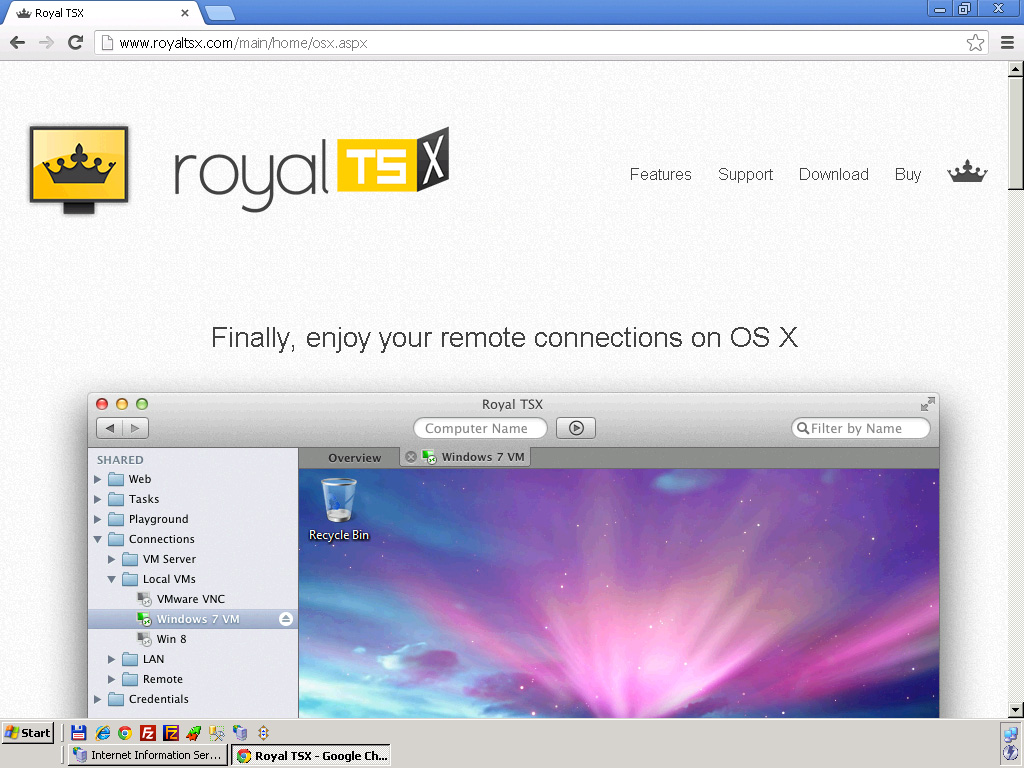 Royal TSX
www.royaltsx.com/main/home/osx.aspx
royal TS X
Features Support Download Buy
Finally, enjoy your remote connections on OS X
Royal TSX
Computer Name Filter by Name
SHARED
Overview Windows 7 VM
Web
Tasks
Playground
Connections
VM Server
Local VMs
VMware VNC
Windows 7 VM
Win 8
LAN
Remote
Credentials
Recycle Bin
Start
Internet Information Ser...
Royal TSX - Google Ch...